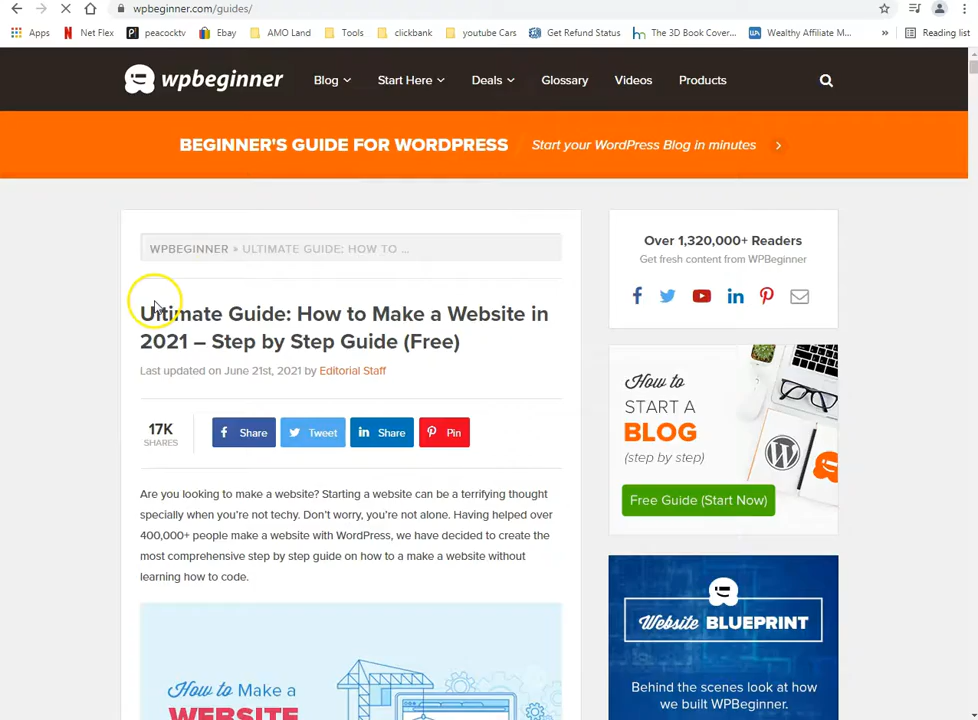 wpbeginner.com/guides/
Apps
Net Flex
peacocktv
Ebay
AMO Land
Tools
clickbank
youtube Cars
Get Refund Status
The 3D Book Cover...
Wealthy Affiliate M...
»
Reading list
wpbeginner
Blog
Start Here
Deals
Glossary
Videos
Products
BEGINNER'S GUIDE FOR WORDPRESS
Start your WordPress Blog in minutes
WPBEGINNER » ULTIMATE GUIDE: HOW TO ...
Ultimate Guide: How to Make a Website in
2021 – Step by Step Guide (Free)
Last updated on June 21st, 2021 by Editorial Staff
17K
SHARES
Share
Tweet
Share
Pin
Are you looking to make a website? Starting a website can be a terrifying thought
specially when you're not techy. Don't worry, you're not alone. Having helped over
400,000+ people make a website with WordPress, we have decided to create the
most comprehensive step by step guide on how to a make a website without
learning how to code.
How to Make a
WEBSITE
Over 1,320,000+ Readers
Get fresh content from WPBeginner
How to
START A
BLOG
(step by step)
Free Guide (Start Now)
Website BLUEPRINT
Behind the scenes look at how
we built WPBeginner.